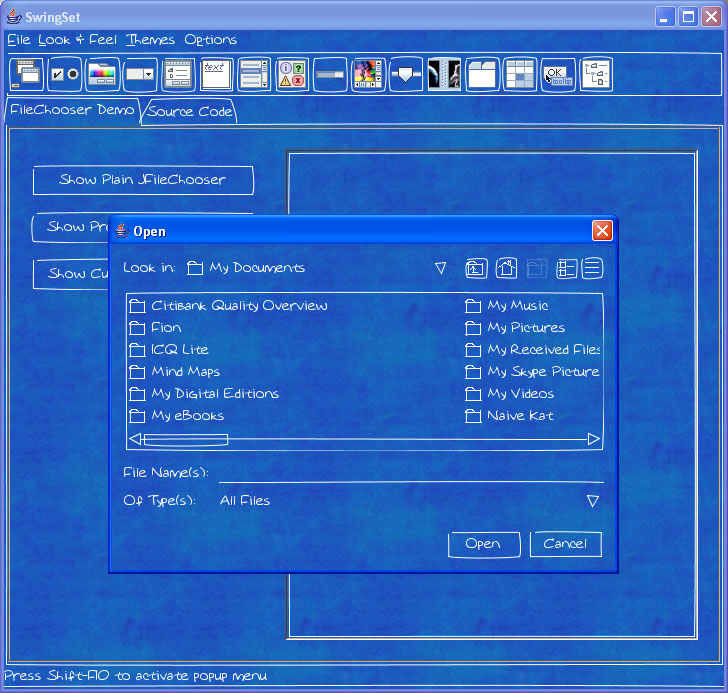 SwingSet
File Look & Feel Themes Options
text
OK
tooltip
FileChooser Demo Source Code
Show Plain JFileChooser
Show Pr
Show Cu
Open
Look in: My Documents
Citibank Quality Overview
Fion
ICQ Lite
Mind Maps
My Digital Editions
My eBooks
My Music
My Pictures
My Received Files
My Skype Picture
My Videos
Naive Kat
File Name(s):
Of Type(s): All Files
Open Cancel
Press Shift-F10 to activate popup menu